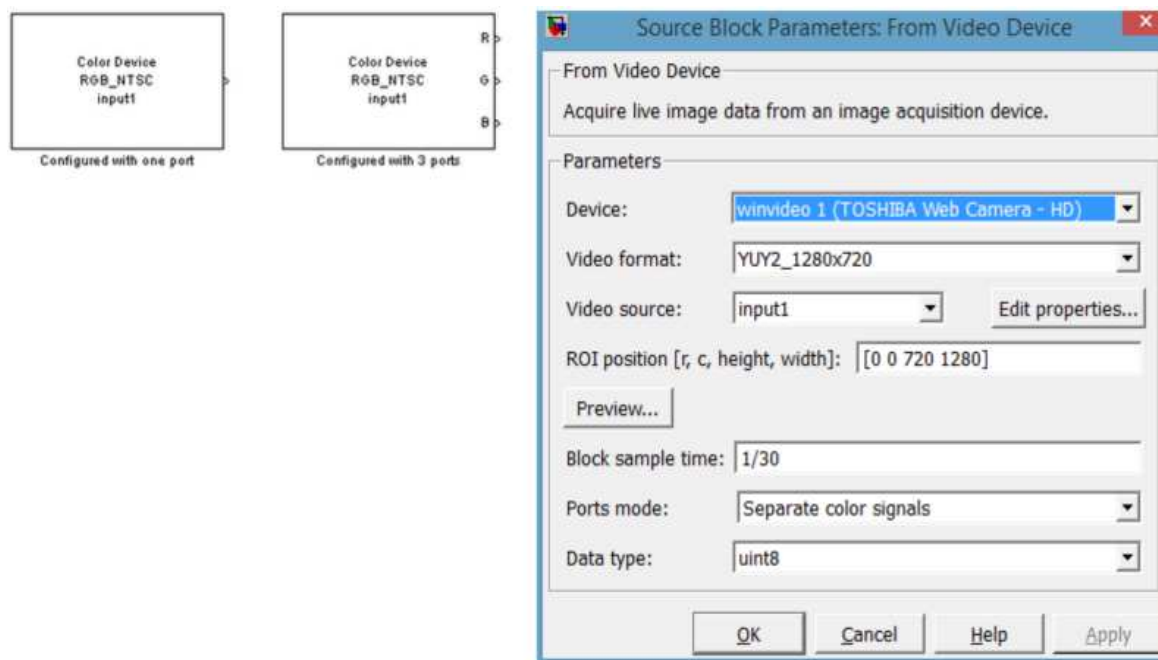 Color Device
RGB_NTSC
input1
Configured with one port
Color Device
RGB_NTSC
input1
R
G
B
Configured with 3 ports
Source Block Parameters: From Video Device
From Video Device
Acquire live image data from an image acquisition device.
Parameters
Device: winvideo 1 (TOSHIBA Web Camera - HD)
Video format: YUY2_1280x720
Video source: input1 Edit properties...
ROI position [r, c, height, width]: [0 0 720 1280]
Preview...
Block sample time: 1/30
Ports mode: Separate color signals
Data type: uint8
OK Cancel Help Apply